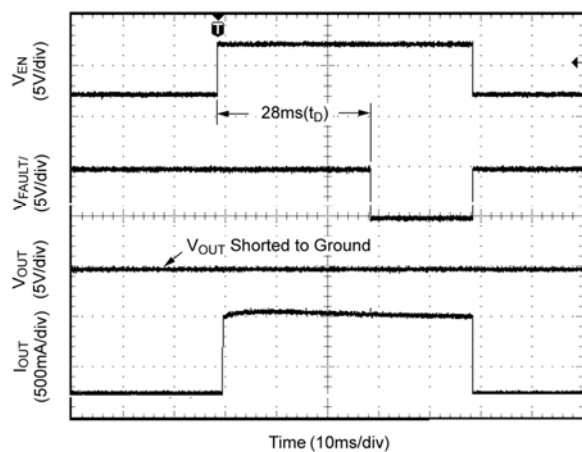 T
V_EN
(5V/div)
28ms(t_D)
V_FAULT/
(5V/div)
V_OUT Shorted to Ground
V_OUT
(5V/div)
I_OUT
(500mA/div)
Time (10ms/div)